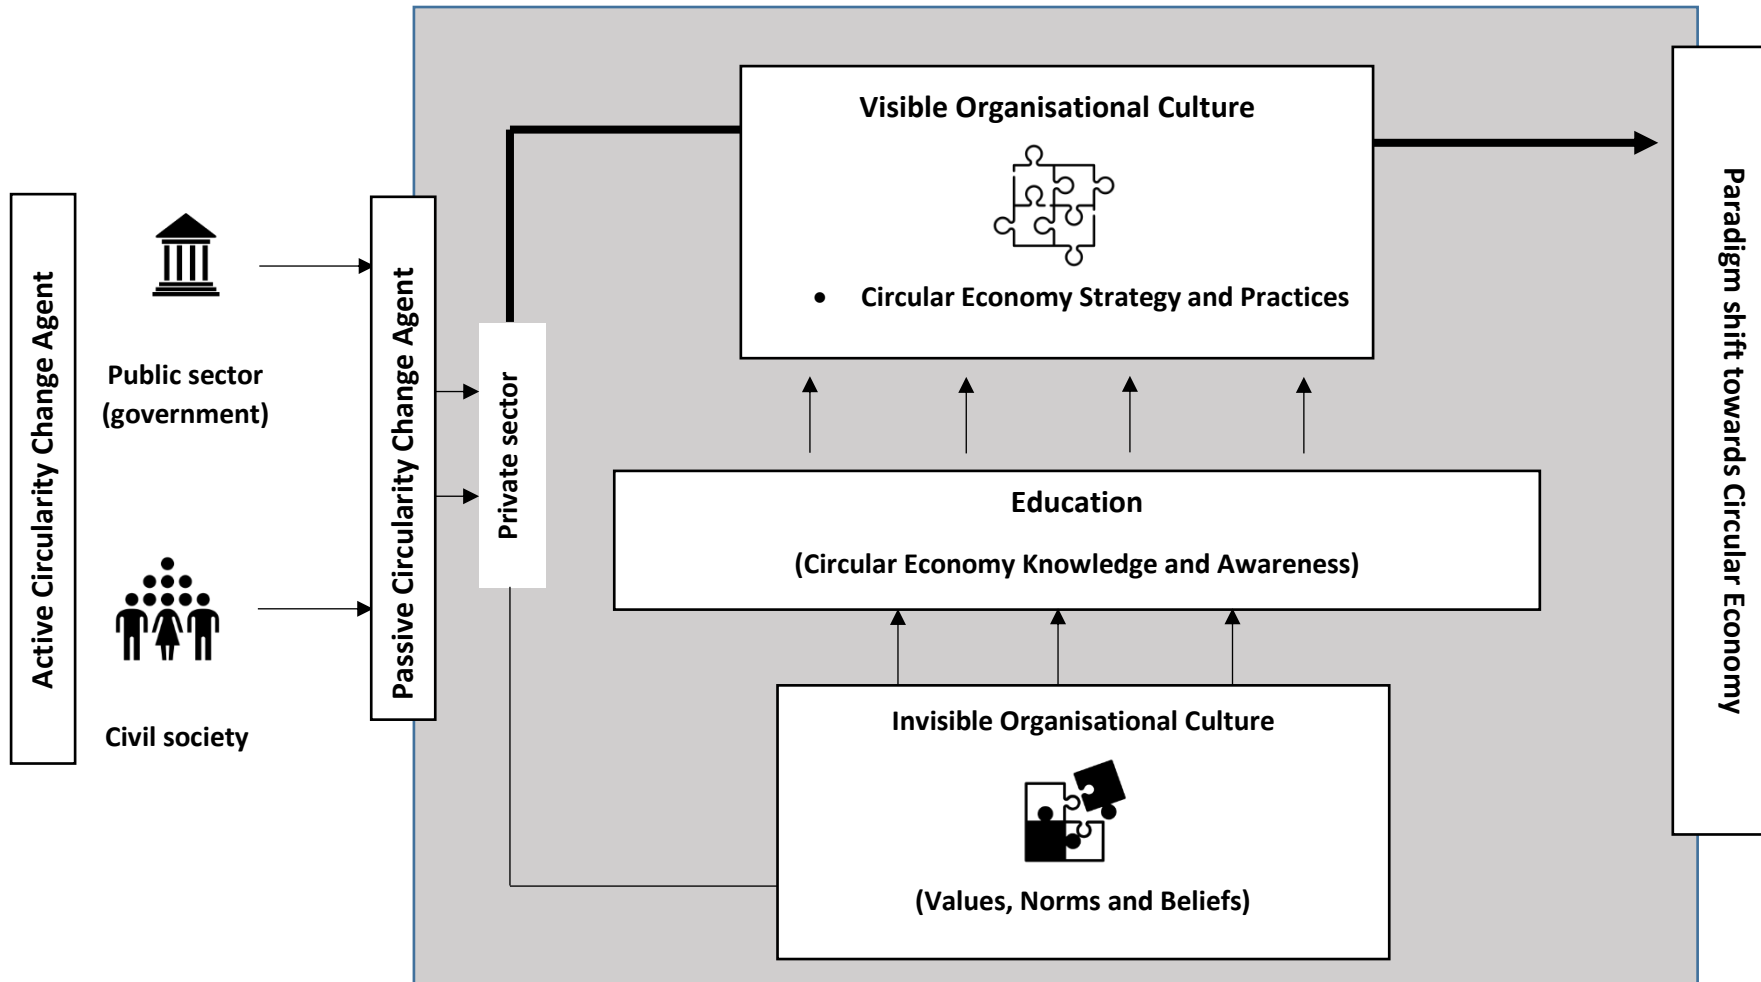 Active Circularity Change Agent
Public sector
(government)
Civil society
Passive Circularity Change Agent
Private sector
Visible Organisational Culture
• Circular Economy Strategy and Practices
Education
(Circular Economy Knowledge and Awareness)
Invisible Organisational Culture
(Values, Norms and Beliefs)
Paradigm shift towards Circular Economy